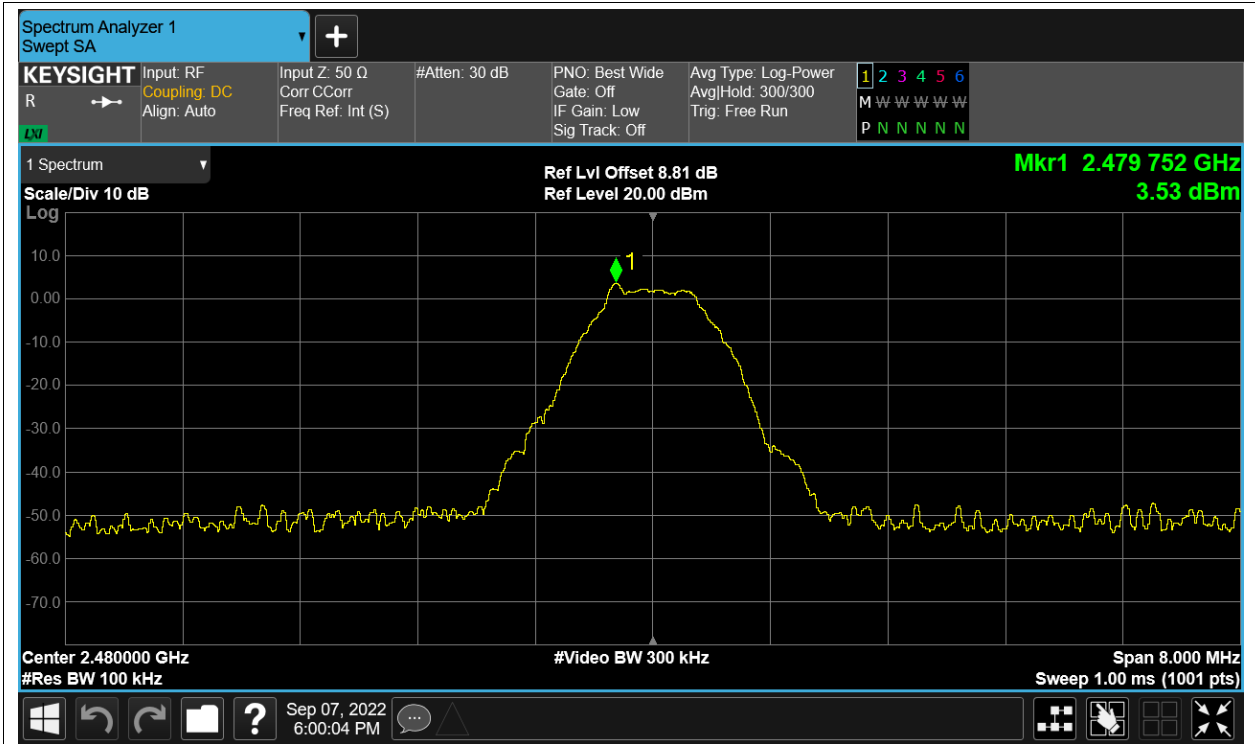 Spectrum Analyzer 1
Swept SA
KEYSIGHT
R
LXI
Input: RF
Coupling: DC
Align: Auto
Input Z: 50 Ω
Corr CCorr
Freq Ref: Int (S)
#Atten: 30 dB
PNO: Best Wide
Gate: Off
IF Gain: Low
Sig Track: Off
Avg Type: Log-Power
Avg|Hold: 300/300
Trig: Free Run
1 2 3 4 5 6
M W W W W W
P N N N N N
1 Spectrum
Scale/Div 10 dB
Log
Ref Lvl Offset 8.81 dB
Ref Level 20.00 dBm
Mkr1 2.479 752 GHz
3.53 dBm
10.0
1
0.00
-10.0
-20.0
-30.0
-40.0
-50.0
-60.0
-70.0
Center 2.480000 GHz
#Res BW 100 kHz
#Video BW 300 kHz
Span 8.000 MHz
Sweep 1.00 ms (1001 pts)
?
Sep 07, 2022
6:00:04 PM